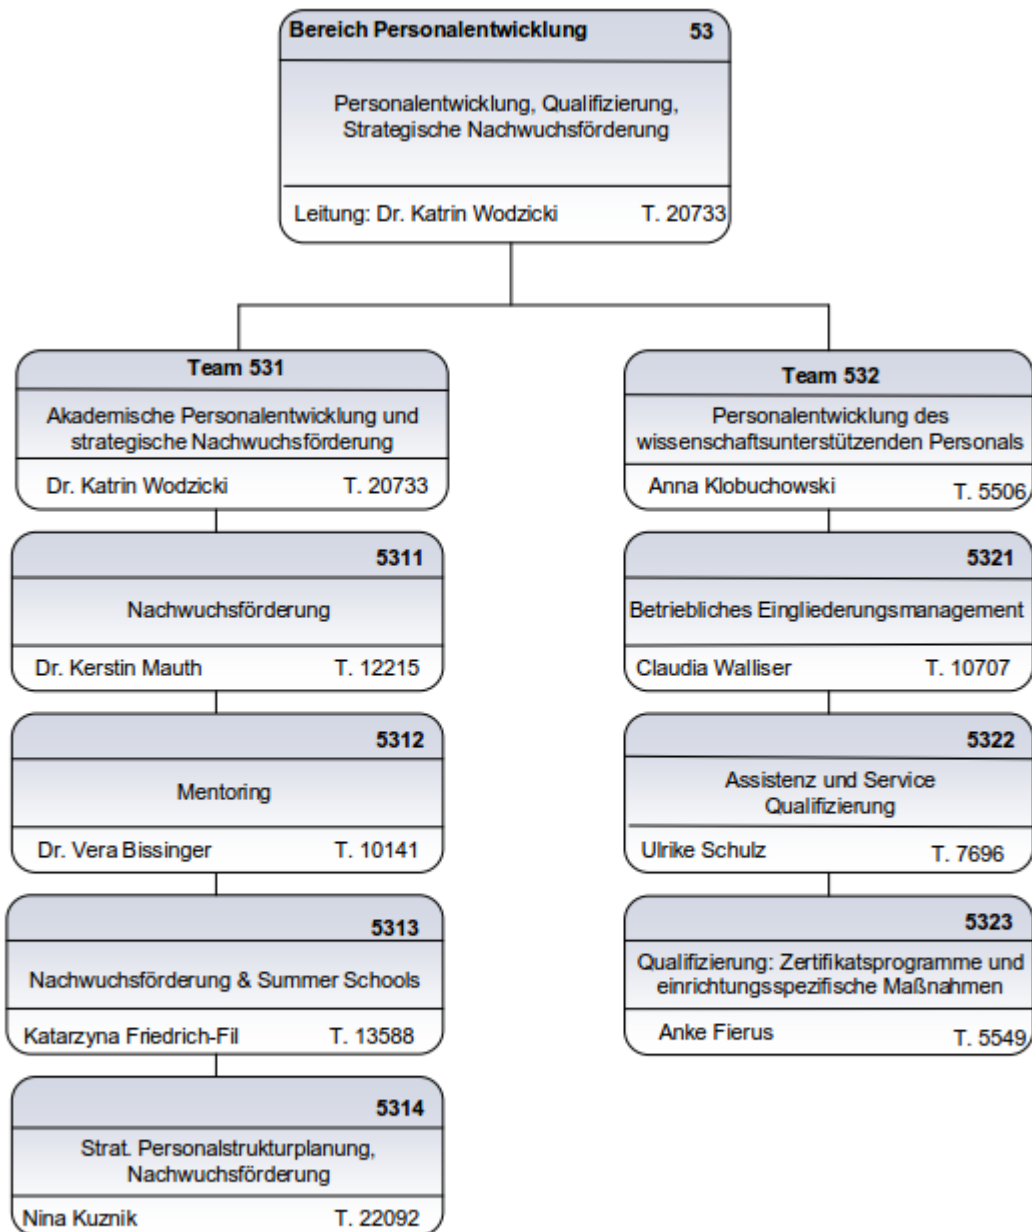 Bereich Personalentwicklung 53
Personalentwicklung, Qualifizierung,
Strategische Nachwuchsförderung
Leitung: Dr. Katrin Wodzicki T. 20733
Team 531
Akademische Personalentwicklung und
strategische Nachwuchsförderung
Dr. Katrin Wodzicki T. 20733
5311
Nachwuchsförderung
Dr. Kerstin Mauth T. 12215
5312
Mentoring
Dr. Vera Bissinger T. 10141
5313
Nachwuchsförderung & Summer Schools
Katarzyna Friedrich-Fil T. 13588
5314
Strat. Personalstrukturplanung,
Nachwuchsförderung
Nina Kuznik T. 22092
Team 532
Personalentwicklung des
wissenschaftsunterstützenden Personals
Anna Klobuchowski T. 5506
5321
Betriebliches Eingliederungsmanagement
Claudia Walliser T. 10707
5322
Assistenz und Service
Qualifizierung
Ulrike Schulz T. 7696
5323
Qualifizierung: Zertifikatsprogramme und
einrichtungsspezifische Maßnahmen
Anke Fierus T. 5549